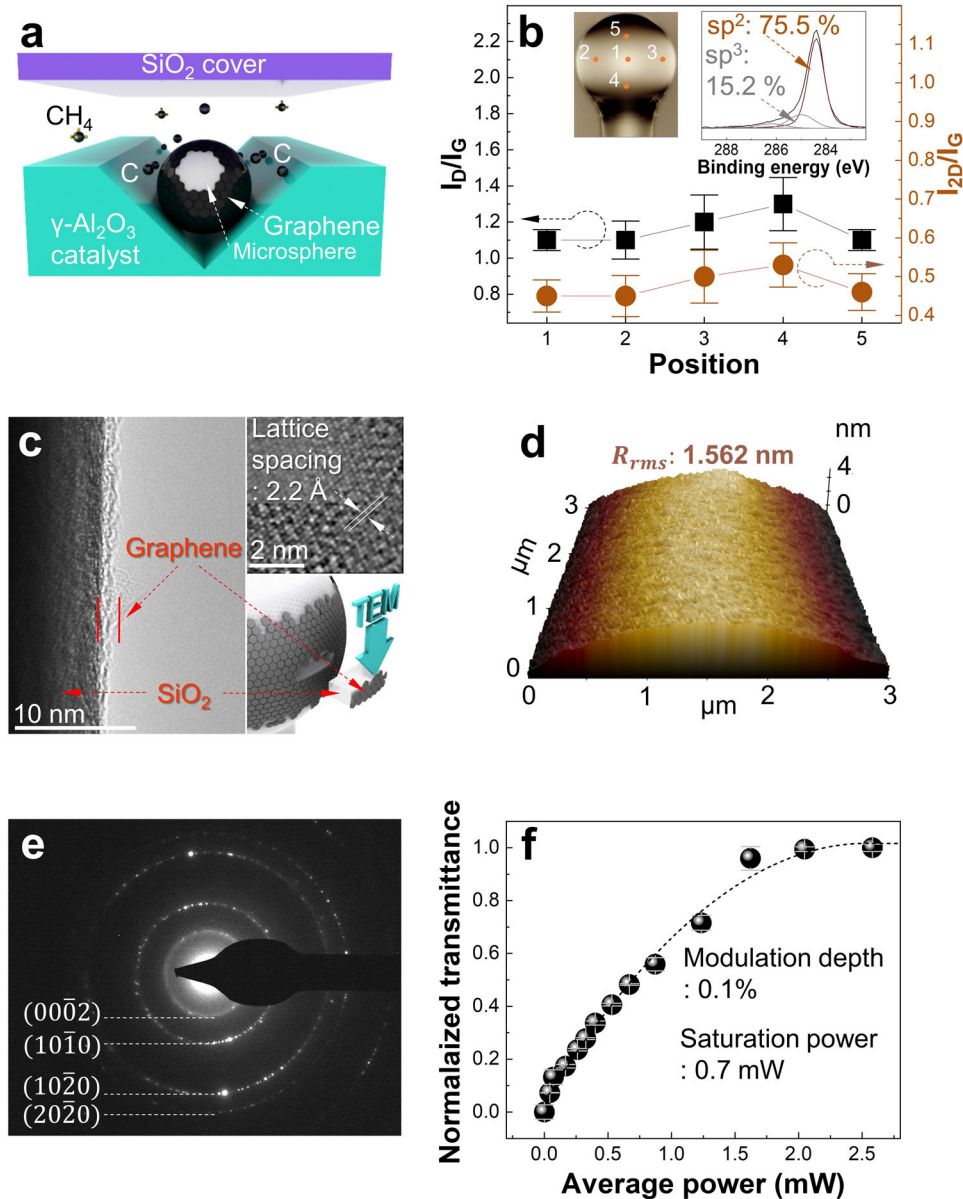 a
SiO₂ cover
CH₄
C
C
γ-Al₂O₃
catalyst
Graphene
Microsphere
b
I_D/I_G
2.2
2.0
1.8
1.6
1.4
1.2
1.0
0.8
5
2 1 3
4
sp²: 75.5 %
sp³:
15.2 %
288 286 284
Binding energy (eV)
1.1
1.0
0.9
0.8
0.7
0.6
0.5
0.4
I_2D/I_G
1 2 3 4 5
Position
c
Lattice
spacing
: 2.2 Å
2 nm
Graphene
TEM
SiO₂
10 nm
d
R_rms: 1.562 nm
nm
4
0
3
2
1
0
μm
0 1 2 3
μm
e
(000̄2)
(101̄0)
(102̄0)
(202̄0)
f
Normalaized transmittance
1.0
0.8
0.6
0.4
0.2
0.0
Modulation depth
: 0.1%
Saturation power
: 0.7 mW
0.0 0.5 1.0 1.5 2.0 2.5
Average power (mW)